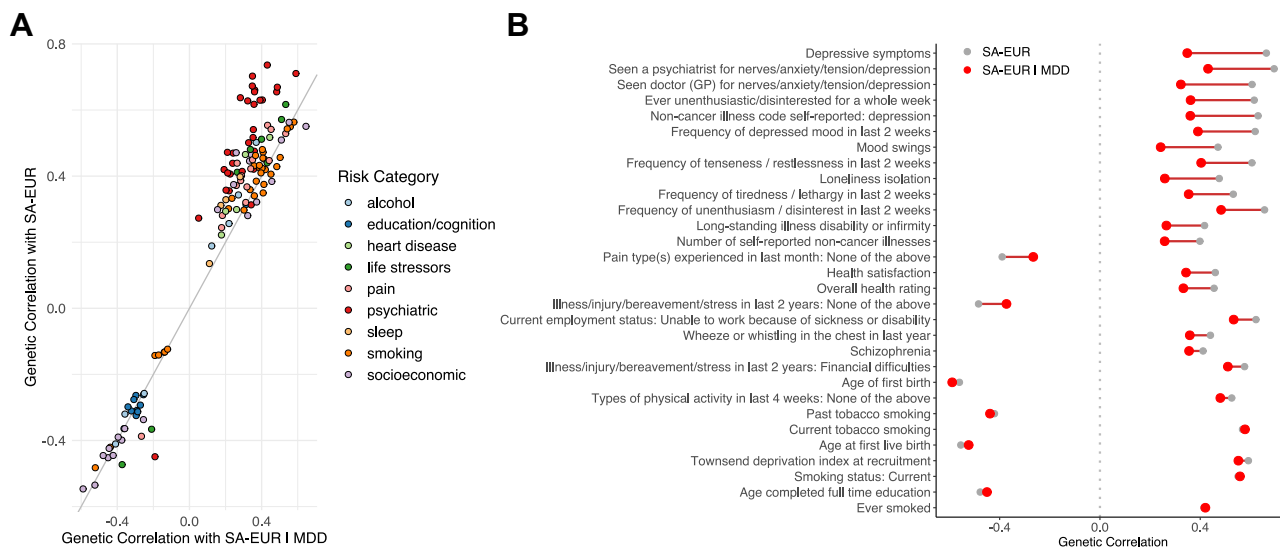 A
0.8
0.4
0.0
-0.4
Genetic Correlation with SA-EUR
-0.4
0.0
0.4
Genetic Correlation with SA-EUR I MDD
Risk Category
alcohol
education/cognition
heart disease
life stressors
pain
psychiatric
sleep
smoking
socioeconomic
B
SA-EUR
SA-EUR I MDD
Depressive symptoms
Seen a psychiatrist for nerves/anxiety/tension/depression
Seen doctor (GP) for nerves/anxiety/tension/depression
Ever unenthusiastic/disinterested for a whole week
Non-cancer illness code self-reported: depression
Frequency of depressed mood in last 2 weeks
Mood swings
Frequency of tenseness / restlessness in last 2 weeks
Loneliness isolation
Frequency of tiredness / lethargy in last 2 weeks
Frequency of unenthusiasm / disinterest in last 2 weeks
Long-standing illness disability or infirmity
Number of self-reported non-cancer illnesses
Pain type(s) experienced in last month: None of the above
Health satisfaction
Overall health rating
Illness/injury/bereavement/stress in last 2 years: None of the above
Current employment status: Unable to work because of sickness or disability
Wheeze or whistling in the chest in last year
Schizophrenia
Illness/injury/bereavement/stress in last 2 years: Financial difficulties
Age of first birth
Types of physical activity in last 4 weeks: None of the above
Past tobacco smoking
Current tobacco smoking
Age at first live birth
Townsend deprivation index at recruitment
Smoking status: Current
Age completed full time education
Ever smoked
-0.4
0.0
0.4
Genetic Correlation